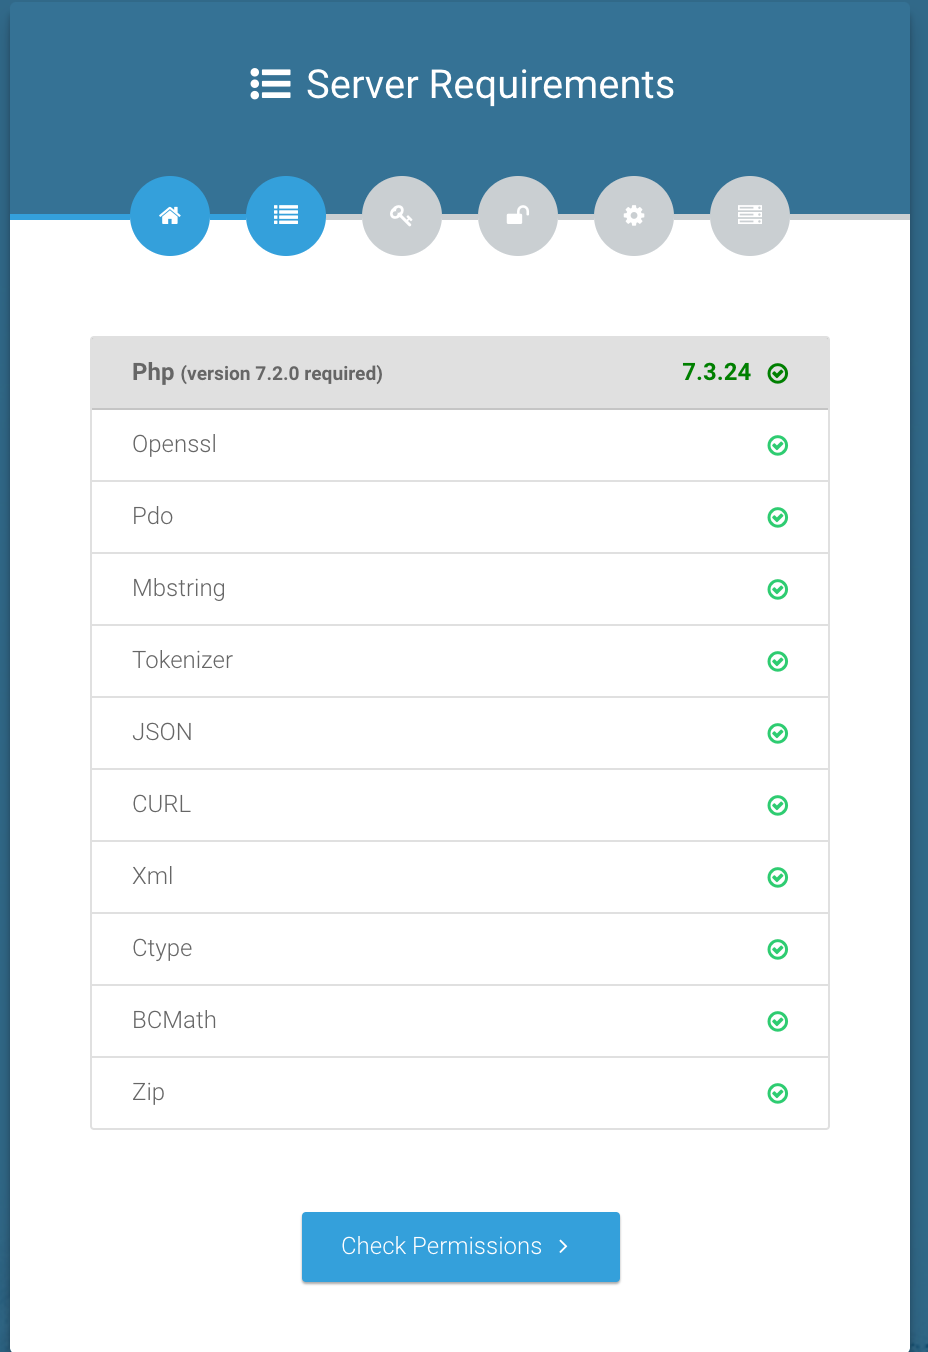 Server Requirements
Php (version 7.2.0 required) 7.3.24
Openssl
Pdo
Mbstring
Tokenizer
JSON
CURL
Xml
Ctype
BCMath
Zip
Check Permissions